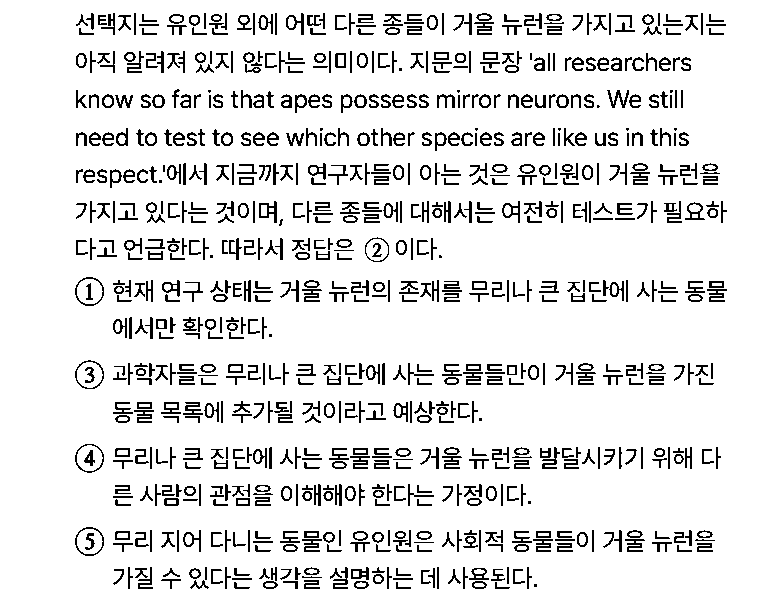 선택지는 유인원 외에 어떤 다른 종들이 거울 뉴런을 가지고 있는지는
아직 알려져 있지 않다는 의미이다. 지문의 문장 'all researchers
know so far is that apes possess mirror neurons. We still
need to test to see which other species are like us in this
respect.'에서 지금까지 연구자들이 아는 것은 유인원이 거울 뉴런을
가지고 있다는 것이며, 다른 종들에 대해서는 여전히 테스트가 필요하
다고 언급한다. 따라서 정답은 ②이다.
① 현재 연구 상태는 거울 뉴런의 존재를 무리나 큰 집단에 사는 동물
에서만 확인한다.
③ 과학자들은 무리나 큰 집단에 사는 동물들만이 거울 뉴런을 가진
동물 목록에 추가될 것이라고 예상한다.
④ 무리나 큰 집단에 사는 동물들은 거울 뉴런을 발달시키기 위해 다
른 사람의 관점을 이해해야 한다는 가정이다.
⑤ 무리 지어 다니는 동물인 유인원은 사회적 동물들이 거울 뉴런을
가질 수 있다는 생각을 설명하는 데 사용된다.